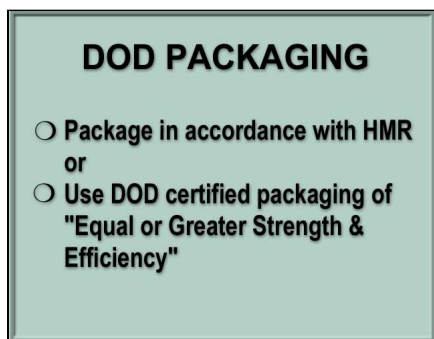 DOD PACKAGING
❍ Package in accordance with HMR
or
❍ Use DOD certified packaging of
"Equal or Greater Strength &
Efficiency"